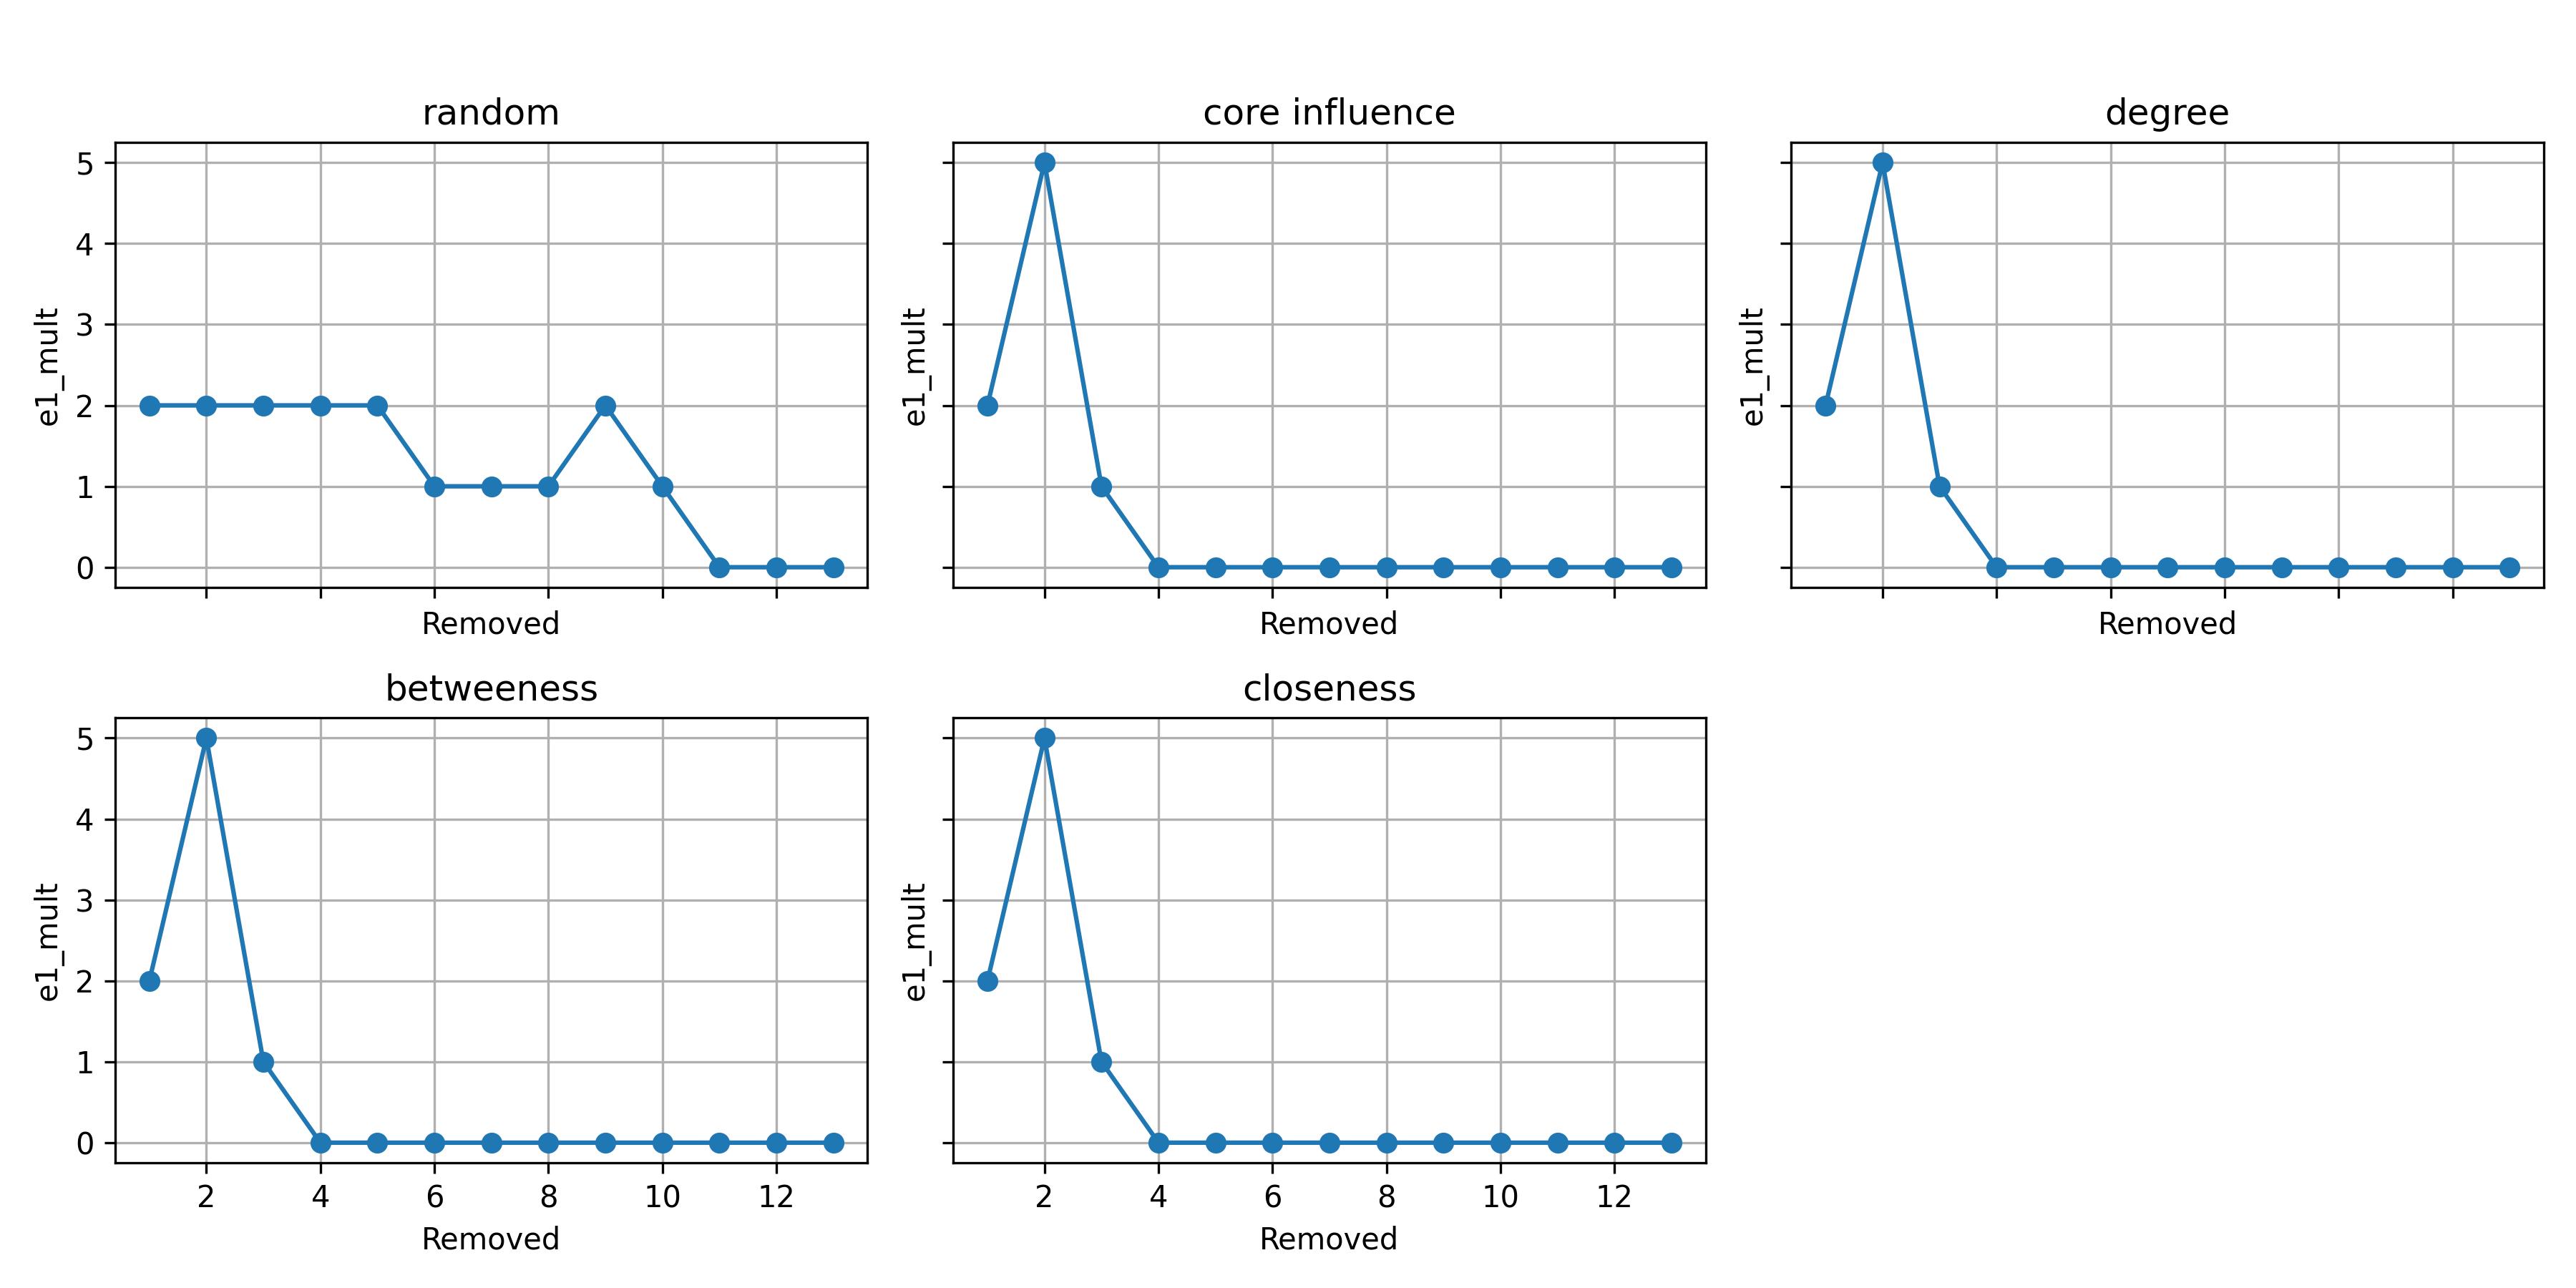 random
core influence
degree
5
4
3
2
1
0
e1_mult
e1_mult
e1_mult
Removed
Removed
Removed
betweeness
closeness
5
4
3
2
1
0
e1_mult
e1_mult
2 4 6 8 10 12
2 4 6 8 10 12
Removed
Removed